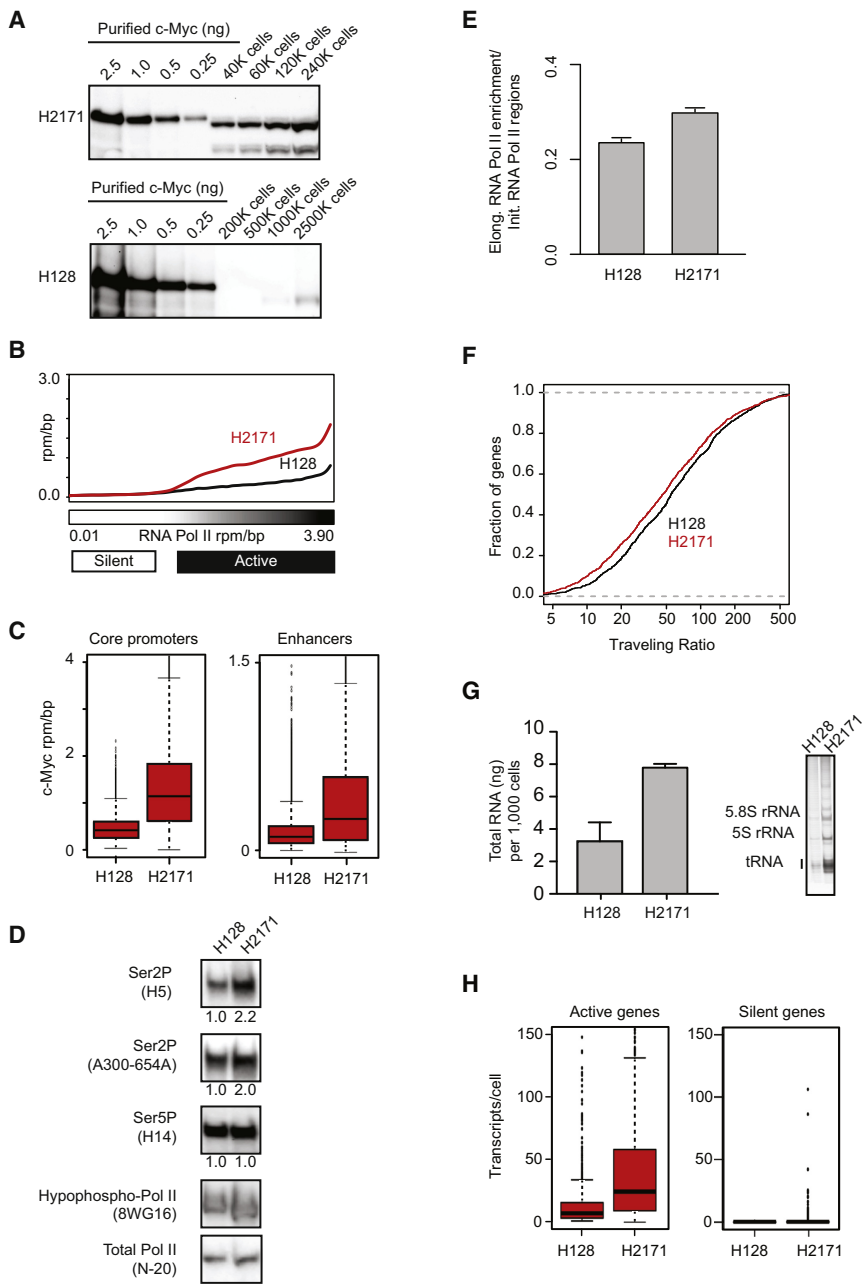 A
Purified c-Myc (ng)
2.5 1.0 0.5 0.25 40K cells 60K cells 120K cells 240K cells
H2171
Purified c-Myc (ng)
2.5 1.0 0.5 0.25 200K cells 500K cells 1000K cells 2500K cells
H128
B
3.0
rpm/bp
0.0
H2171
H128
0.01 RNA Pol II rpm/bp 3.90
Silent Active
C
Core promoters Enhancers
c-Myc rpm/bp
4
2
0
1.5
0
H128 H2171 H128 H2171
D
H128 H2171
Ser2P
(H5)
1.0 2.2
Ser2P
(A300-654A)
1.0 2.0
Ser5P
(H14)
1.0 1.0
Hypophospho-Pol II
(8WG16)
Total Pol II
(N-20)
E
Elong. RNA Pol II enrichment/
Init. RNA Pol II regions
0.4
0.2
0.0
H128 H2171
F
Fraction of genes
1.0
0.8
0.6
0.4
0.2
0.0
H128
H2171
5 10 20 50 100 200 500
Traveling Ratio
G
Total RNA (ng)
per 1,000 cells
10
8
6
4
2
0
H128 H2171
H128 H2171
5.8S rRNA
5S rRNA
tRNA
H
Active genes Silent genes
Transcripts/cell
150
100
50
0
150
100
50
0
H128 H2171 H128 H2171